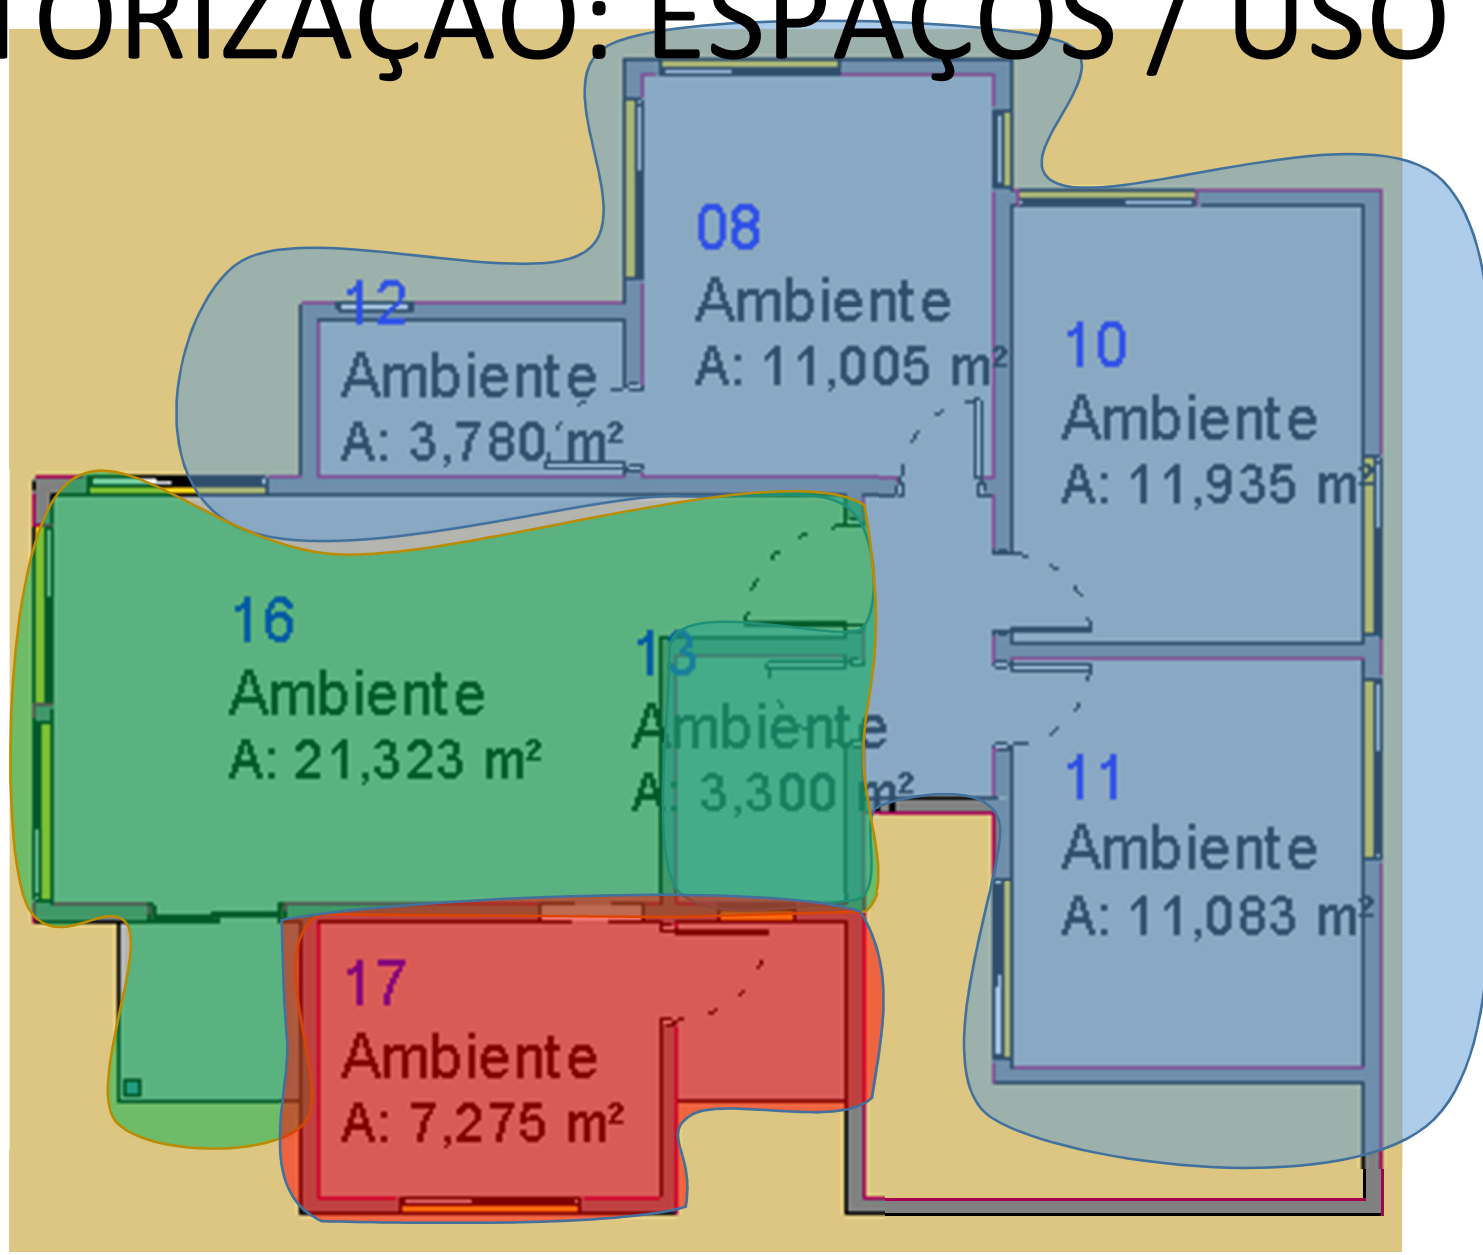 TORIZAÇÃO: ESPAÇOS / USO
08
Ambiente
A: 11,005 m²
12
Ambiente
A: 3,780 m²
10
Ambiente
A: 11,935 m²
16
Ambiente
A: 21,323 m²
13
Ambiente
A: 3,300 m²
11
Ambiente
A: 11,083 m²
17
Ambiente
A: 7,275 m²